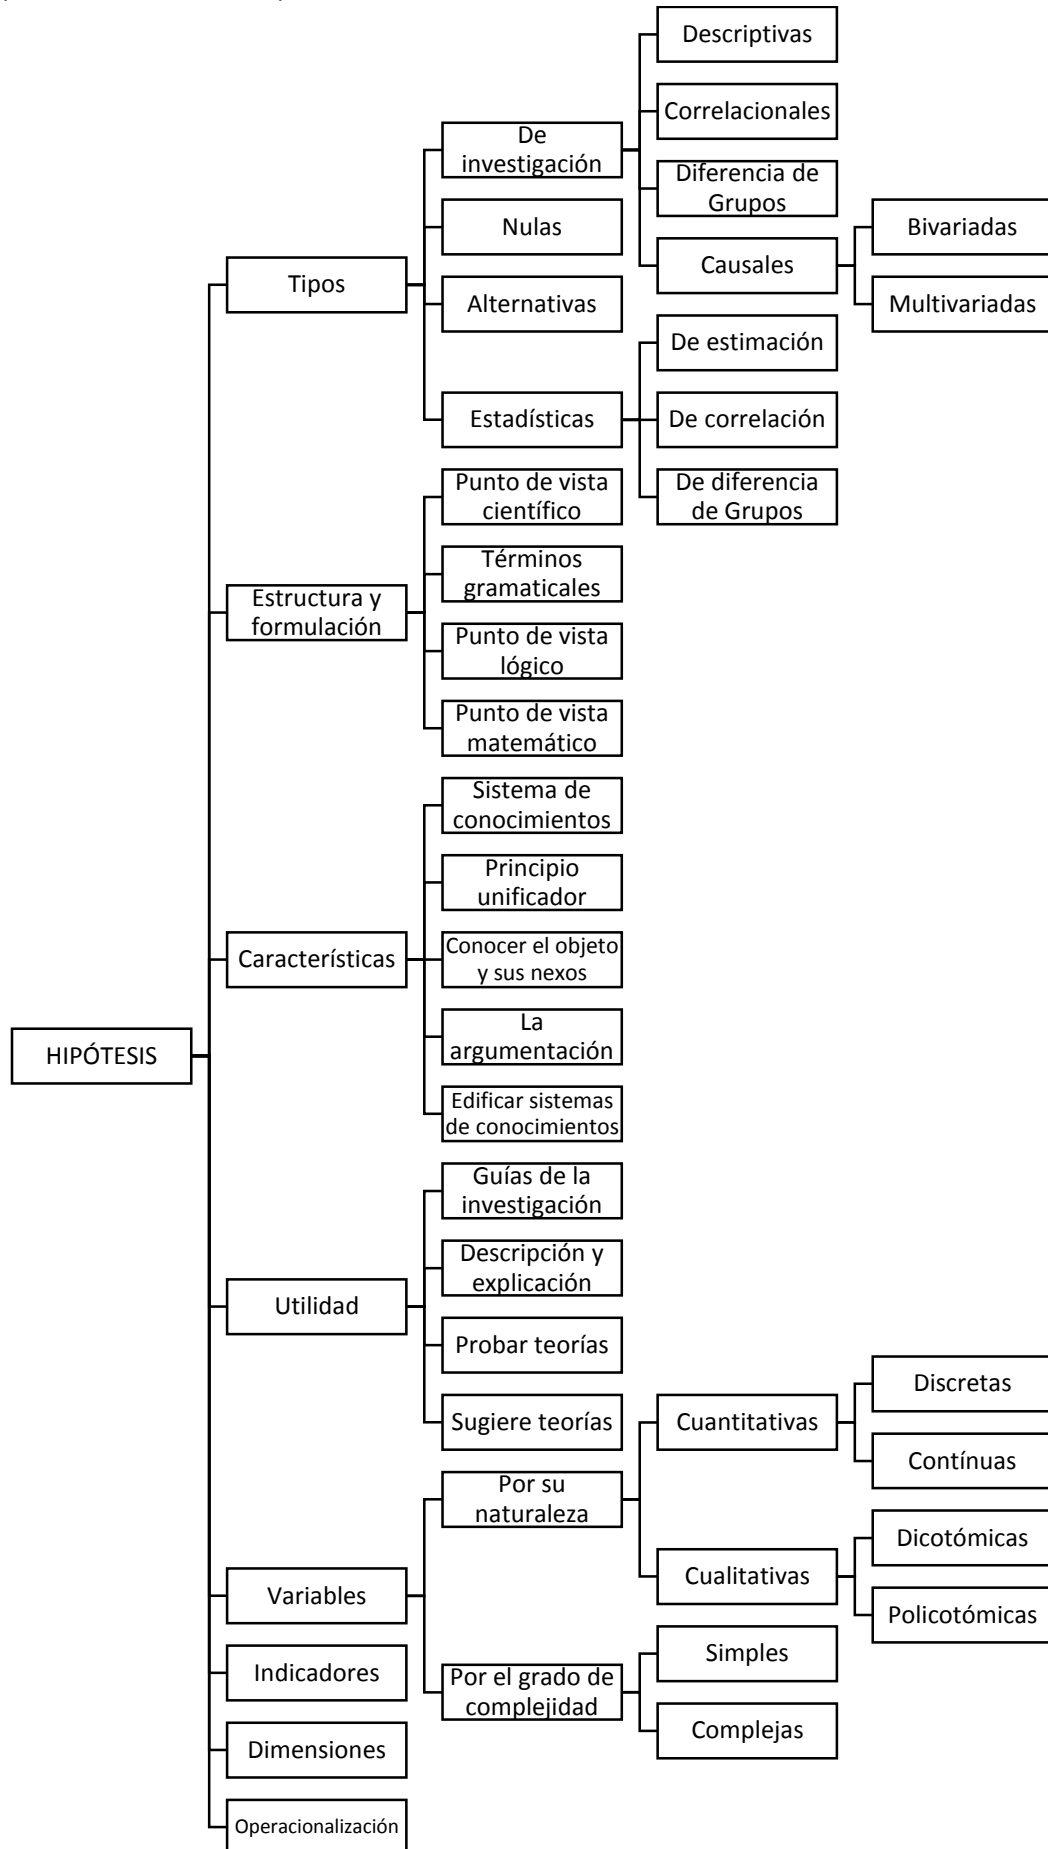 Descriptivas
Correlacionales
De
investigación
Diferencia de
Grupos
Nulas
Bivariadas
Causales
Tipos
Alternativas
Multivariadas
De estimación
Estadísticas
De correlación
Punto de vista
científico
De diferencia
de Grupos
Términos
gramaticales
Estructura y
formulación
Punto de vista
lógico
Punto de vista
matemático
Sistema de
conocimientos
Principio
unificador
Características
Conocer el objeto
y sus nexos
La
argumentación
HIPÓTESIS
Edificar sistemas
de conocimientos
Guías de la
investigación
Descripción y
explicación
Utilidad
Probar teorías
Discretas
Sugiere teorías
Cuantitativas
Contínuas
Por su
naturaleza
Dicotómicas
Cualitativas
Variables
Policotómicas
Simples
Indicadores
Por el grado de
complejidad
Complejas
Dimensiones
Operacionalización